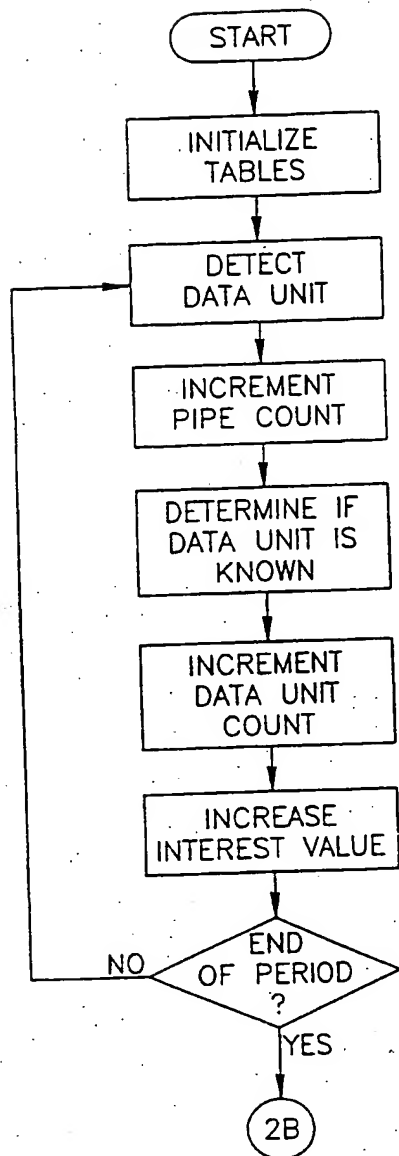 START
INITIALIZE
TABLES
DETECT
DATA UNIT
INCREMENT
PIPE COUNT
DETERMINE IF
DATA UNIT IS
KNOWN
INCREMENT
DATA UNIT
COUNT
INCREASE
INTEREST VALUE
END
OF PERIOD
?
NO
YES
2B